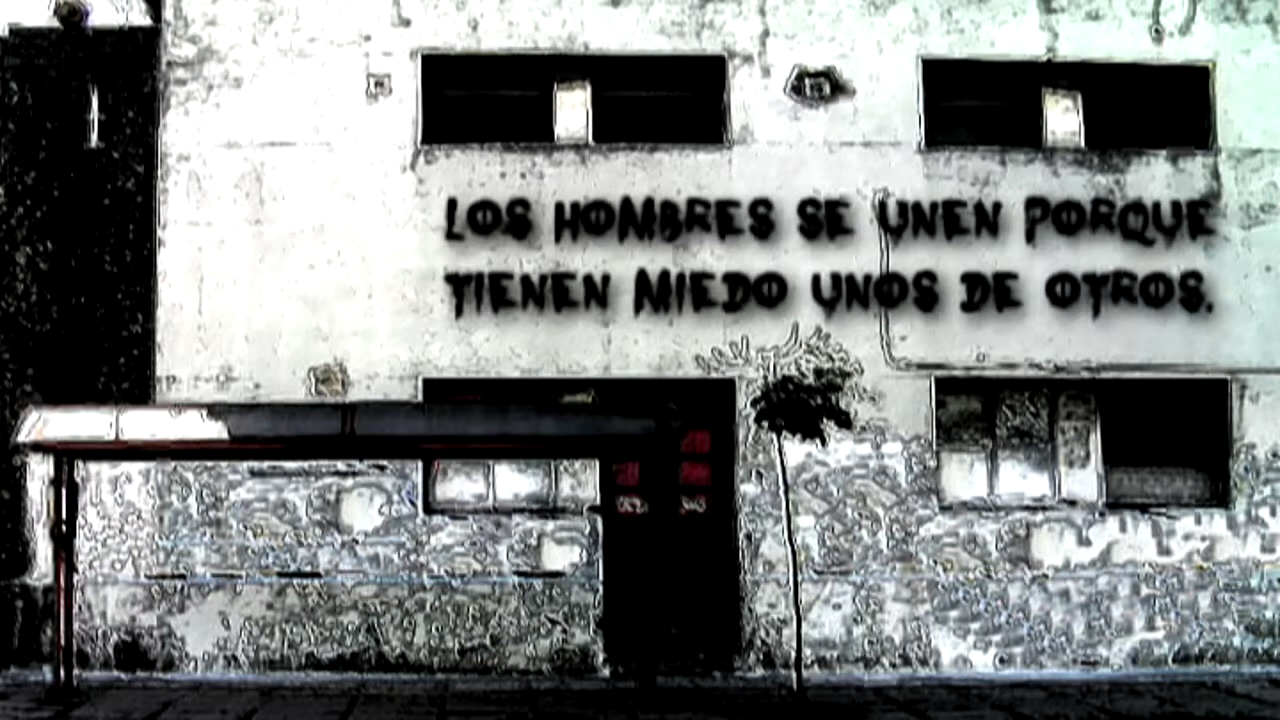 LOS HOMBRES SE UNEN PORQUE
TIENEN MIEDO UNOS DE OTROS.